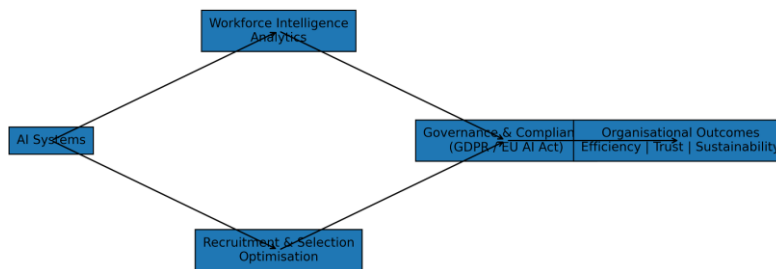 Workforce Intelligence
Analytics
AI Systems
Governance & Complian
(GDPR / EU AI Act)
Organisational Outcomes
Efficiency | Trust | Sustainability
Recruitment & Selection
Optimisation